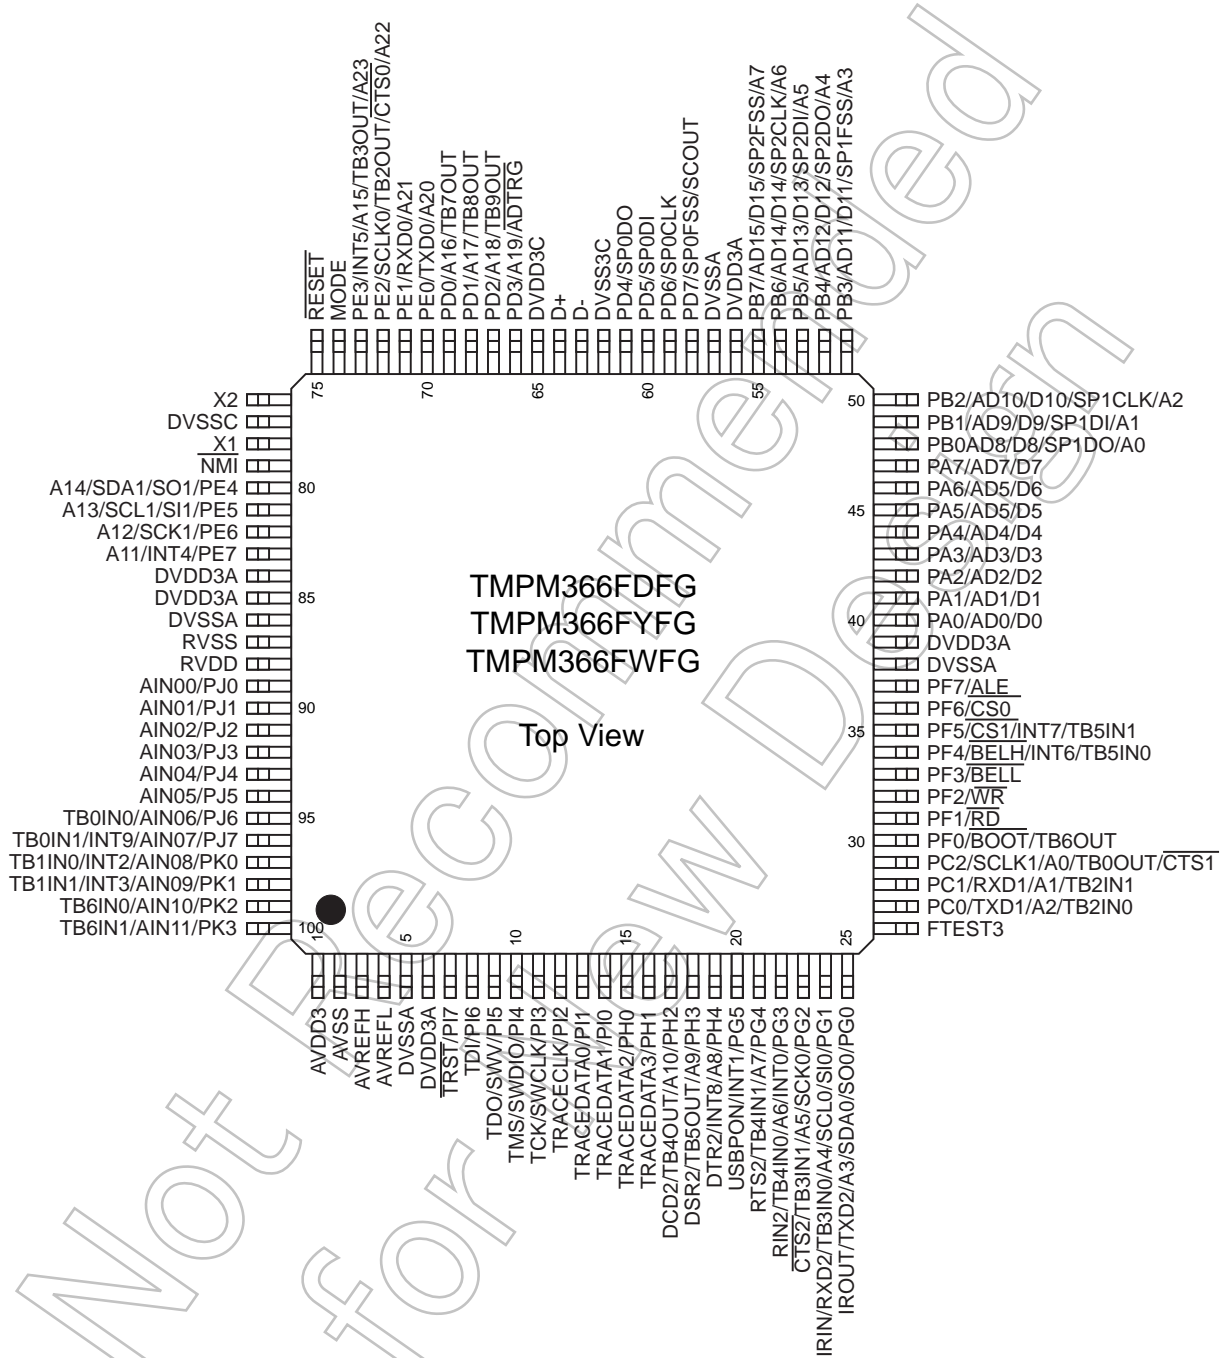 RESET
MODE
PE3/INT5/A15/TB3OUT/A23
PE2/SCLK0/TB2OUT/CTS0/A22
PE1/RXD0/A21
PE0/TXD0/A20
PD0/A16/TB7OUT
PD1/A17/TB8OUT
PD2/A18/TB9OUT
PD3/A19/ADTRG
DVDD3C
D+
D-
DVSS3C
PD4/SP0DO
PD5/SP0DI
PD6/SP0CLK
PD7/SP0FSS/SCOUT
DVSSA
DVDD3A
PB7/AD15/D15/SP2FSS/A7
PB6/AD14/D14/SP2CLK/A6
PB5/AD13/D13/SP2DI/A5
PB4/AD12/D12/SP2DO/A4
PB3/AD11/D11/SP1FSS/A3
75
70
65
60
55
X2
DVSSC
X1
NMI
A14/SDA1/SO1/PE4
A13/SCL1/SI1/PE5
A12/SCK1/PE6
A11/INT4/PE7
DVDD3A
DVDD3A
DVSSA
RVSS
RVDD
AIN00/PJ0
AIN01/PJ1
AIN02/PJ2
AIN03/PJ3
AIN04/PJ4
AIN05/PJ5
TB0IN0/AIN06/PJ6
TB0IN1/INT9/AIN07/PJ7
TB1IN0/INT2/AIN08/PK0
TB1IN1/INT3/AIN09/PK1
TB6IN0/AIN10/PK2
TB6IN1/AIN11/PK3
80
85
90
95
100
TMPM366FDFG
TMPM366FYFG
TMPM366FWFG
Top View
50
45
40
35
30
PB2/AD10/D10/SP1CLK/A2
PB1/AD9/D9/SP1DI/A1
PB0AD8/D8/SP1DO/A0
PA7/AD7/D7
PA6/AD5/D6
PA5/AD5/D5
PA4/AD4/D4
PA3/AD3/D3
PA2/AD2/D2
PA1/AD1/D1
PA0/AD0/D0
DVDD3A
DVSSA
PF7/ALE
PF6/CS0
PF5/CS1/INT7/TB5IN1
PF4/BELH/INT6/TB5IN0
PF3/BELL
PF2/WR
PF1/RD
PF0/BOOT/TB6OUT
PC2/SCLK1/A0/TB0OUT/CTS1
PC1/RXD1/A1/TB2IN1
PC0/TXD1/A2/TB2IN0
FTEST3
1
5
10
15
20
25
AVDD3
AVSS
AVREFH
AVREFL
DVSSA
DVDD3A
TRST/PI7
TDI/PI6
TDO/SWV/PI5
TMS/SWDIO/PI4
TCK/SWCLK/PI3
TRACECLK/PI2
TRACEDATA0/PI1
TRACEDATA1/PI0
TRACEDATA2/PH0
TRACEDATA3/PH1
DCD2/TB4OUT/A10/PH2
DSR2/TB5OUT/A9/PH3
DTR2/INT8/A8/PH4
USBPON/INT1/PG5
RTS2/TB4IN1/A7/PG4
RIN2/TB4IN0/A6/INT0/PG3
CTS2/TB3IN1/A5/SCK0/PG2
IRIN/RXD2/TB3IN0/A4/SCL0/SI0/PG1
IROUT/TXD2/A3/SDA0/SO0/PG0
Not Recommended
for New Design